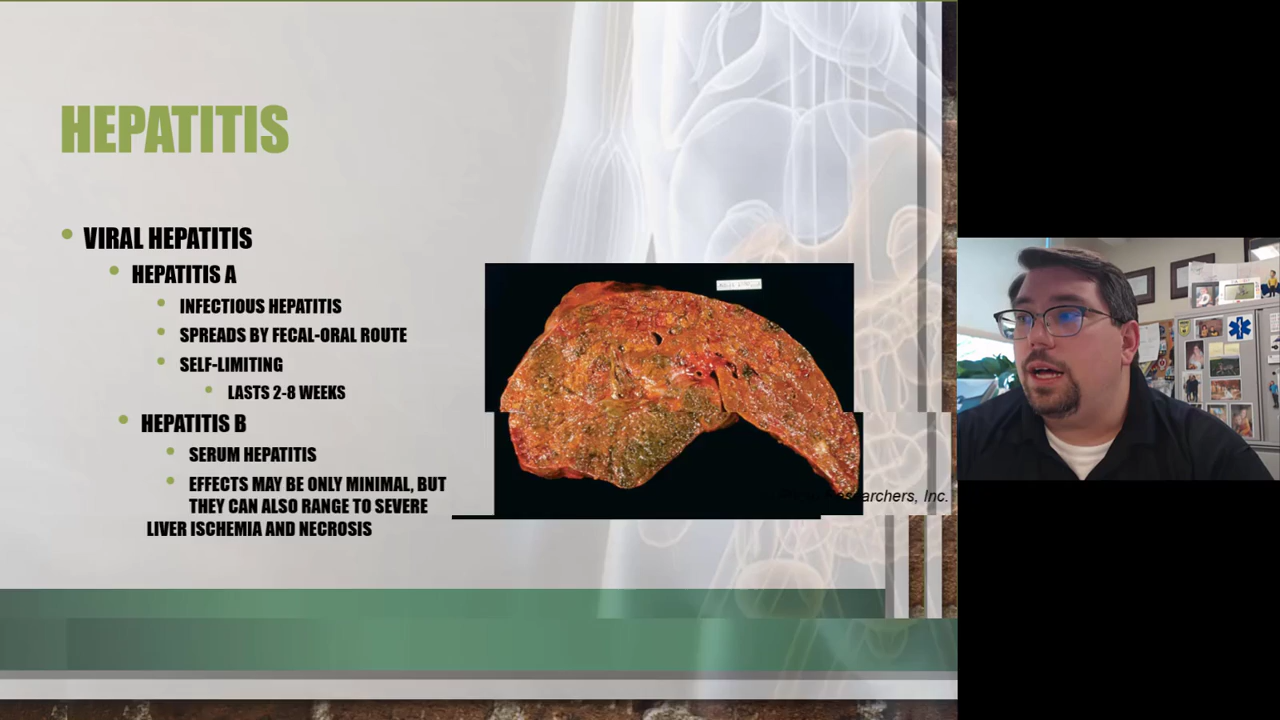 HEPATITIS
VIRAL HEPATITIS
HEPATITIS A
INFECTIOUS HEPATITIS
SPREADS BY FECAL-ORAL ROUTE
SELF-LIMITING
LASTS 2-8 WEEKS
HEPATITIS B
SERUM HEPATITIS
EFFECTS MAY BE ONLY MINIMAL, BUT
THEY CAN ALSO RANGE TO SEVERE
LIVER ISCHEMIA AND NECROSIS
Inc.